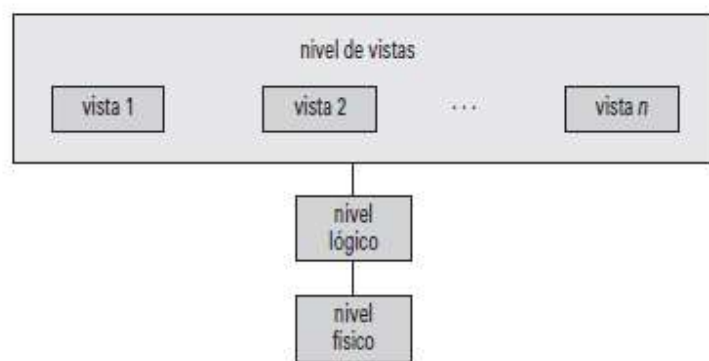 nivel de vistas
vista 1 vista 2 ... vista n
nivel
lógico
nivel
físico